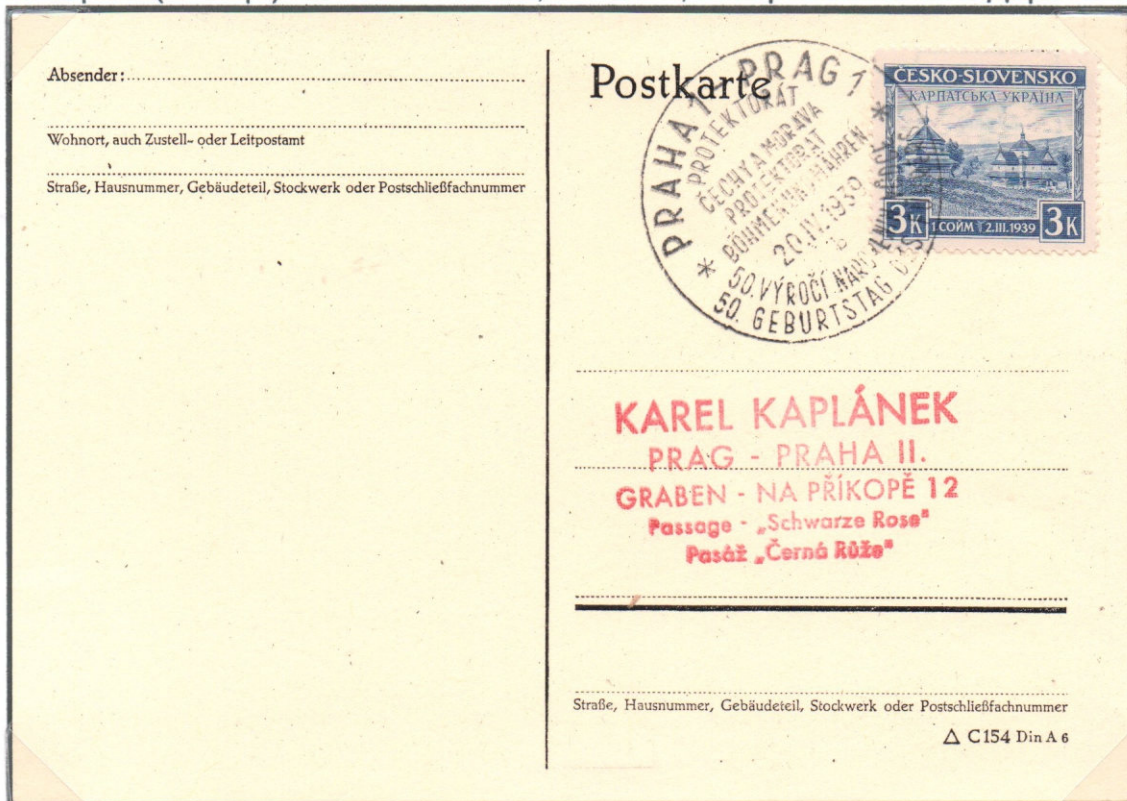 Absender:
Wohnort, auch Zustell- oder Leitpostamt
Straße, Hausnummer, Gebäudeteil, Stockwerk oder Postschließfachnummer
Postkarte
PRAHA 1 - PRAG 1
PROTEKTORÁT
ČECHY A MORAVA
PROTEKTORAT
BÖHMEN UN. MÄHREN
20.IV.1939
50. VÝROČÍ NAROZENIN
50. GEBURTSTAG DES
ČESKO-SLOVENSKO
КАРПАТСЬКА УКРАЇНА
3K 1 СОЙМ 2.III.1939 3K
KAREL KAPLÁNEK
PRAG - PRAHA II.
GRABEN - NA PŘÍKOPĚ 12
Passage - „Schwarze Rose"
Pasáž „Černá Růže"
Straße, Hausnummer, Gebäudeteil, Stockwerk oder Postschließfachnummer
△ C154 Din A 6